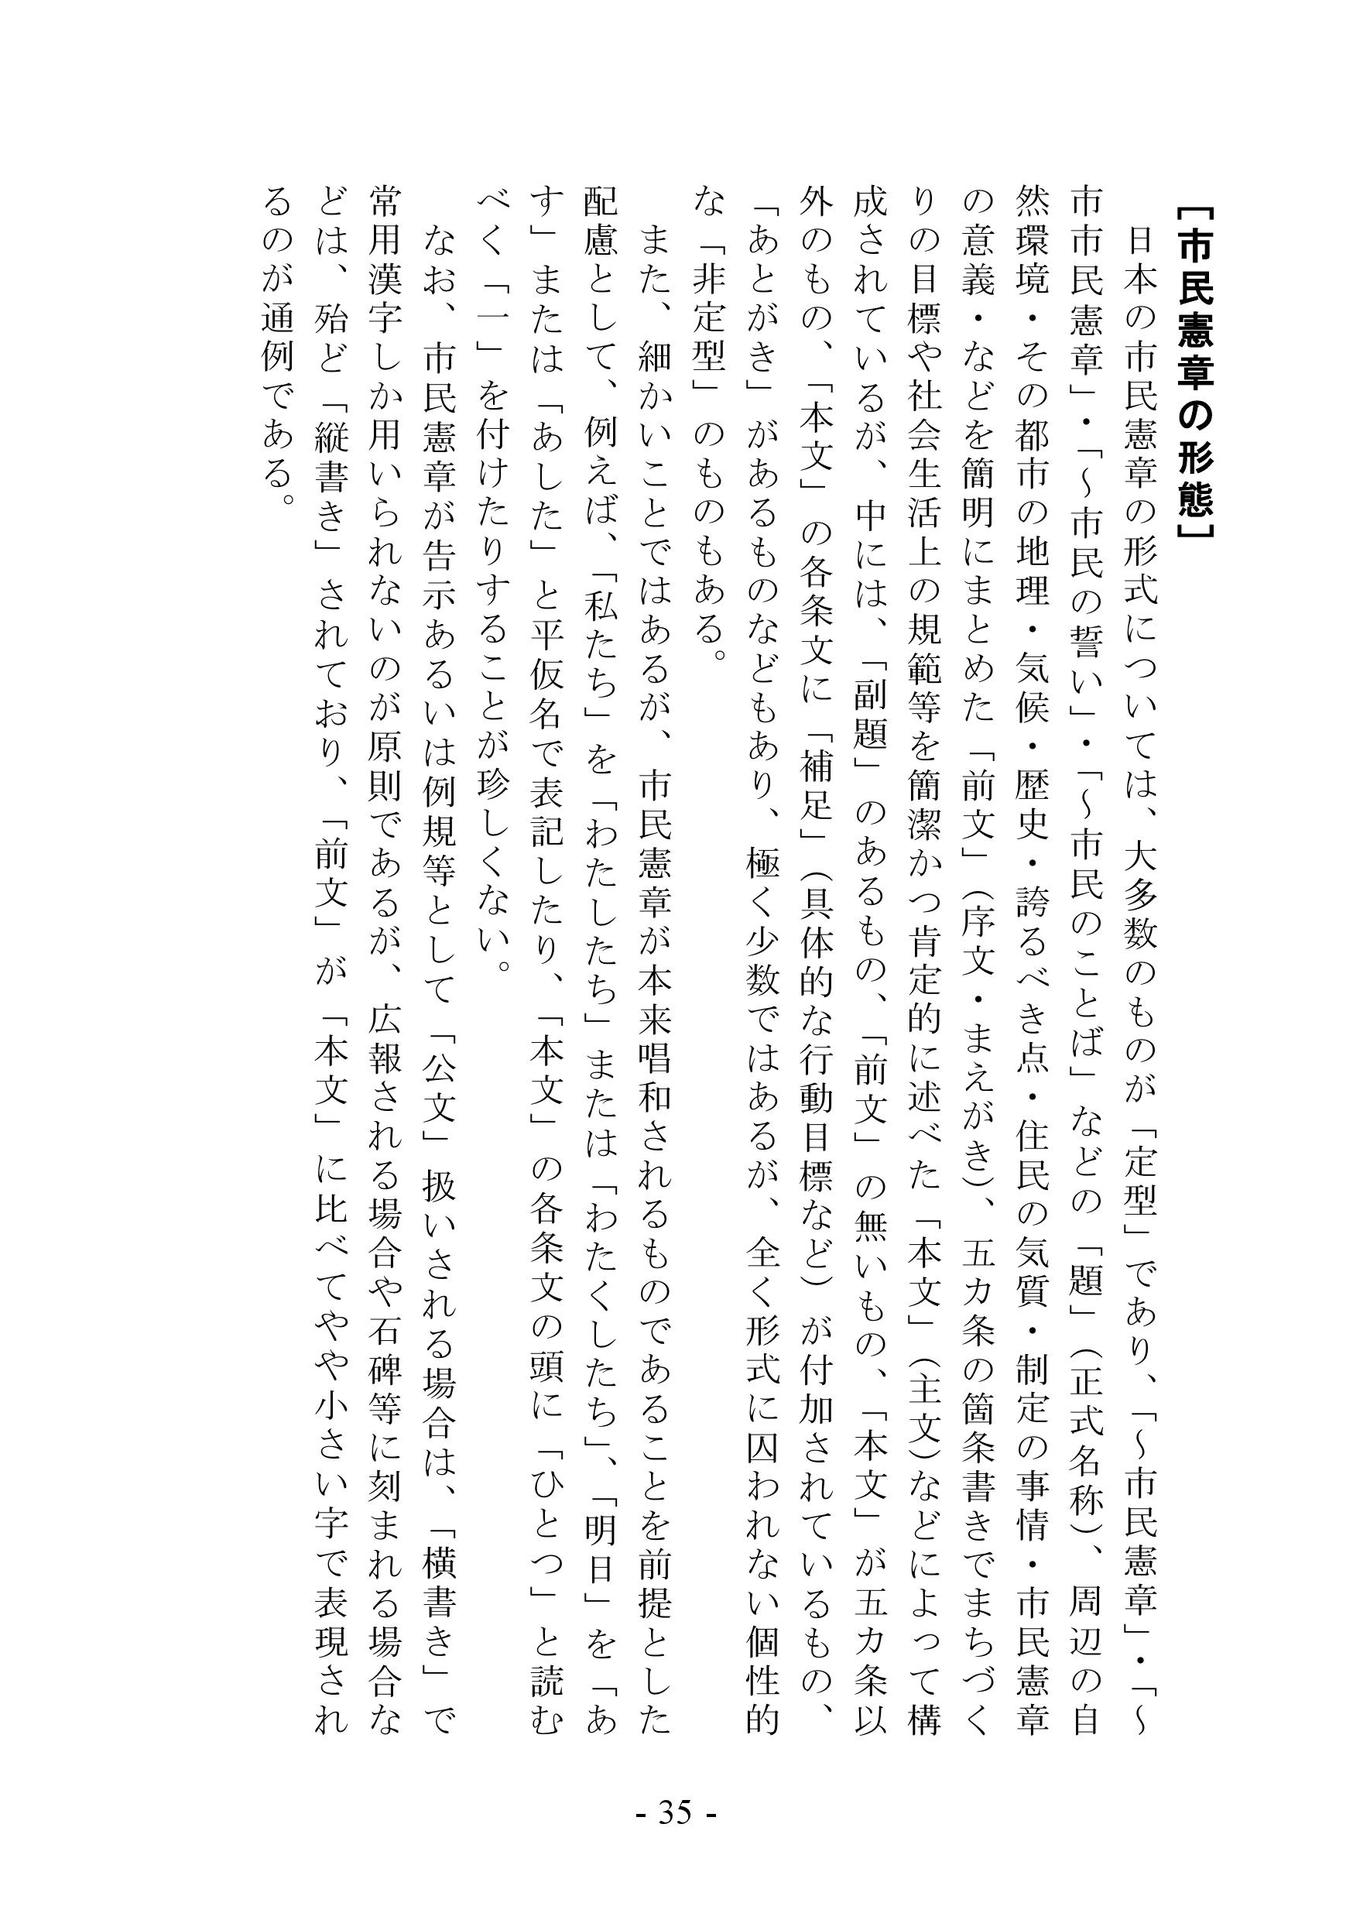 ［市民憲章の形態］
　日本の市民憲章の形式については、大多数のものが「定型」であり、「～市民憲章」・「～
市市民憲章」・「～市民の誓い」・「～市民のことば」などの「題」（正式名称）、周辺の自
然環境・その都市の地理・気候・歴史・誇るべき点・住民の気質・制定の事情・市民憲章
の意義・などを簡明にまとめた「前文」（序文・まえがき）、五カ条の箇条書きでまちづく
りの目標や社会生活上の規範等を簡潔かつ肯定的に述べた「本文」（主文）などによって構
成されているが、中には、「副題」のあるもの、「前文」の無いもの、「本文」が五カ条以
外のもの、「本文」の各条文に「補足」（具体的な行動目標など）が付加されているもの、
「あとがき」があるものなどもあり、極く少数ではあるが、全く形式に囚われない個性的
な「非定型」のものもある。
　また、細かいことではあるが、市民憲章が本来唱和されるものであることを前提とした
配慮として、例えば、「私たち」を「わたしたち」または「わたくしたち」、「明日」を「あ
す」または「あした」と平仮名で表記したり、「本文」の各条文の頭に「ひとつ」と読む
べく「一」を付けたりすることが珍しくない。
　なお、市民憲章が告示あるいは例規等として「公文」扱いされる場合は、「横書き」で
常用漢字しか用いられないのが原則であるが、広報される場合や石碑等に刻まれる場合な
どは、殆ど「縦書き」されており、「前文」が「本文」に比べてやや小さい字で表現され
るのが通例である。
- 35 -